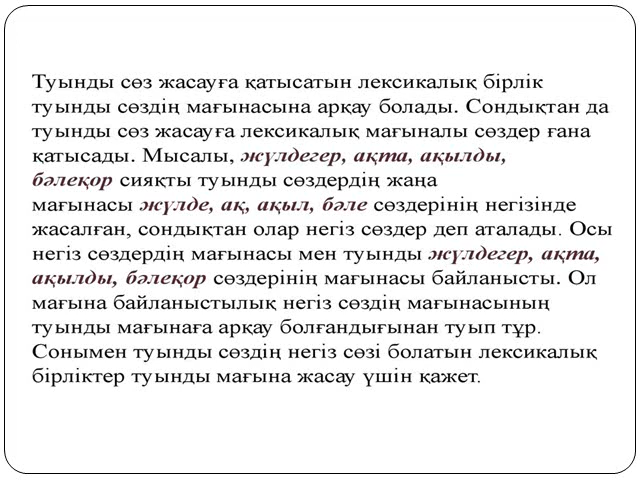 Туынды сөз жасауға қатысатын лексикалық бірлік
туынды сөздің мағынасына арқау болады. Сондықтан да
туынды сөз жасауға лексикалық мағыналы сөздер ғана
қатысады. Мысалы, жүлдегер, ақта, ақылды,
бәлеқор сияқты туынды сөздердің жаңа
мағынасы жүлде, ақ, ақыл, бәле сөздерінің негізінде
жасалған, сондықтан олар негіз сөздер деп аталады. Осы
негіз сөздердің мағынасы мен туынды жүлдегер, ақта,
ақылды, бәлеқор сөздерінің мағынасы байланысты. Ол
мағына байланыстылық негіз сөздің мағынасының
туынды мағынаға арқау болғандығынан туып тұр.
Сонымен туынды сөздің негіз сөзі болатын лексикалық
бірліктер туынды мағына жасау үшін қажет.